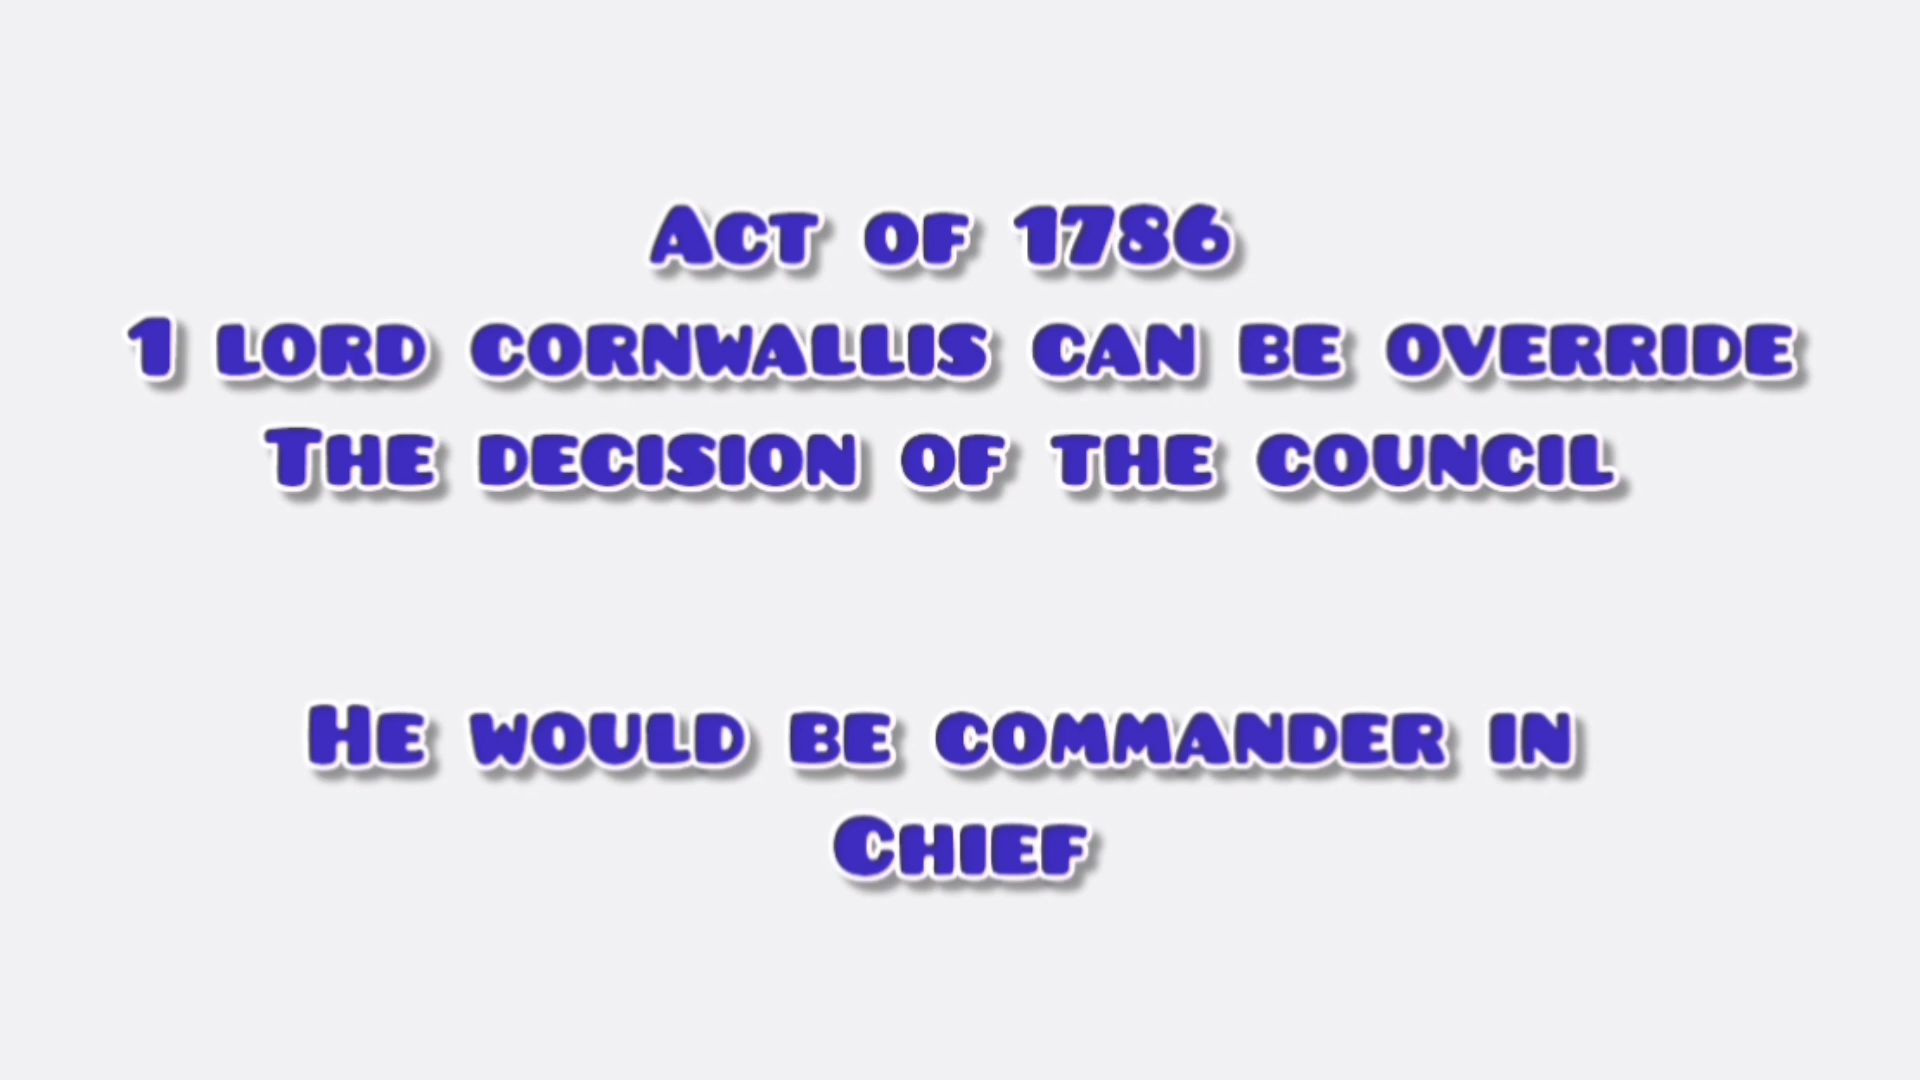 Act of 1786
1 lord cornwallis can be override
The decision of the council
He would be commander in
Chief